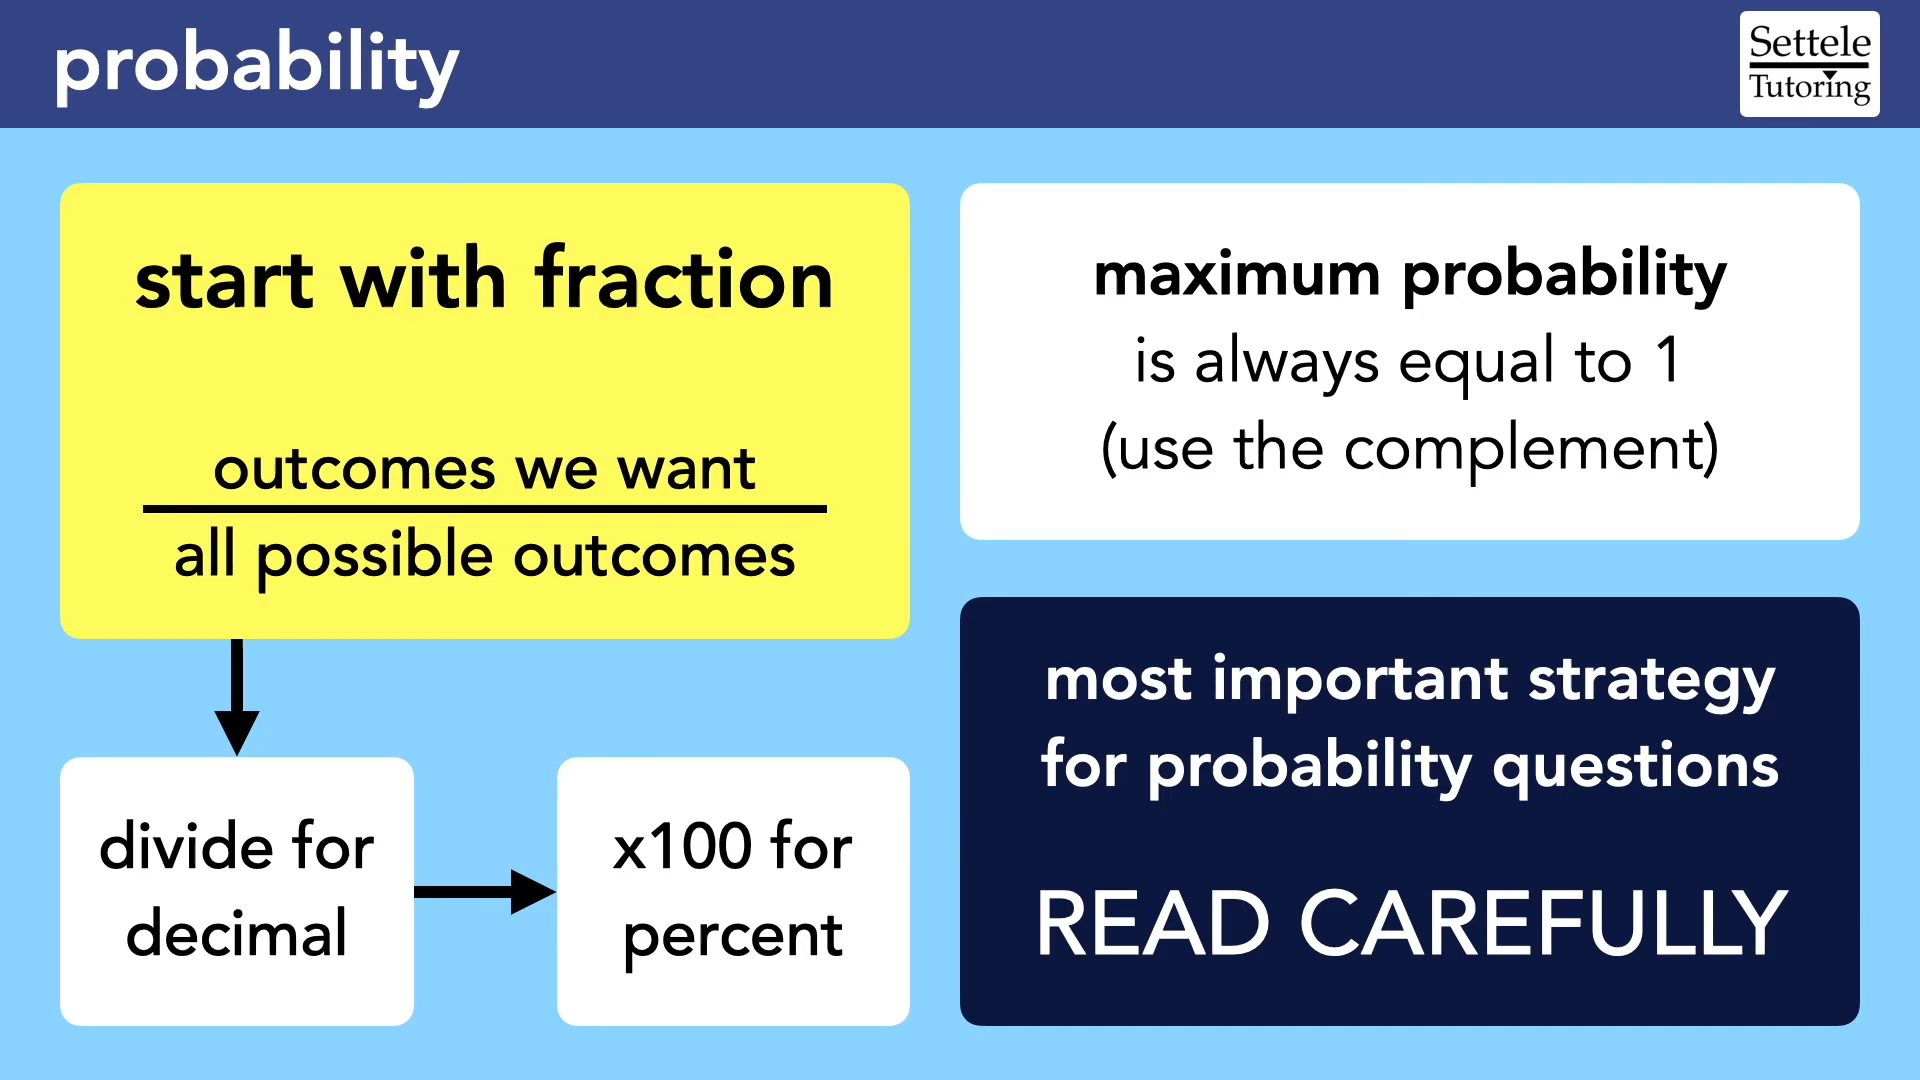 probability
Settele
Tutoring
start with fraction
outcomes we want
all possible outcomes
divide for
decimal
x100 for
percent
maximum probability
is always equal to 1
(use the complement)
most important strategy
for probability questions
READ CAREFULLY